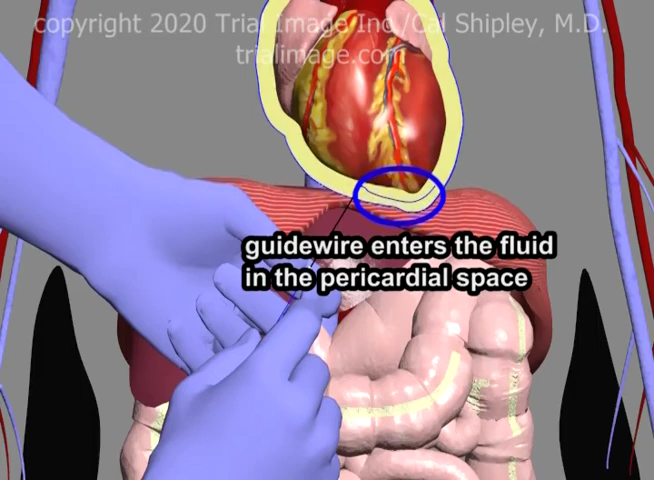 copyright 2020 Trial Image Inc./Cal Shipley, M.D.
trialimage.com
guidewire enters the fluid
in the pericardial space